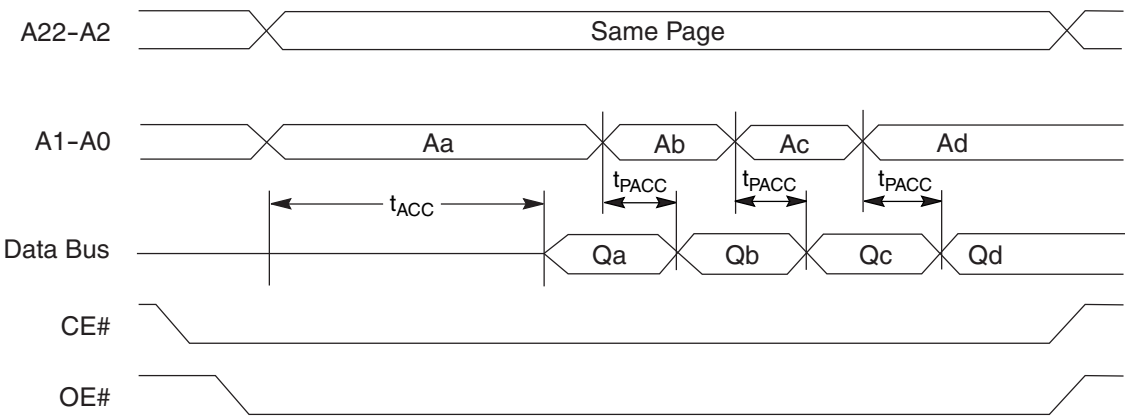 A22-A2 Same Page
A1-A0 Aa Ab Ac Ad
tACC tPACC tPACC tPACC
Data Bus Qa Qb Qc Qd
CE#
OE#